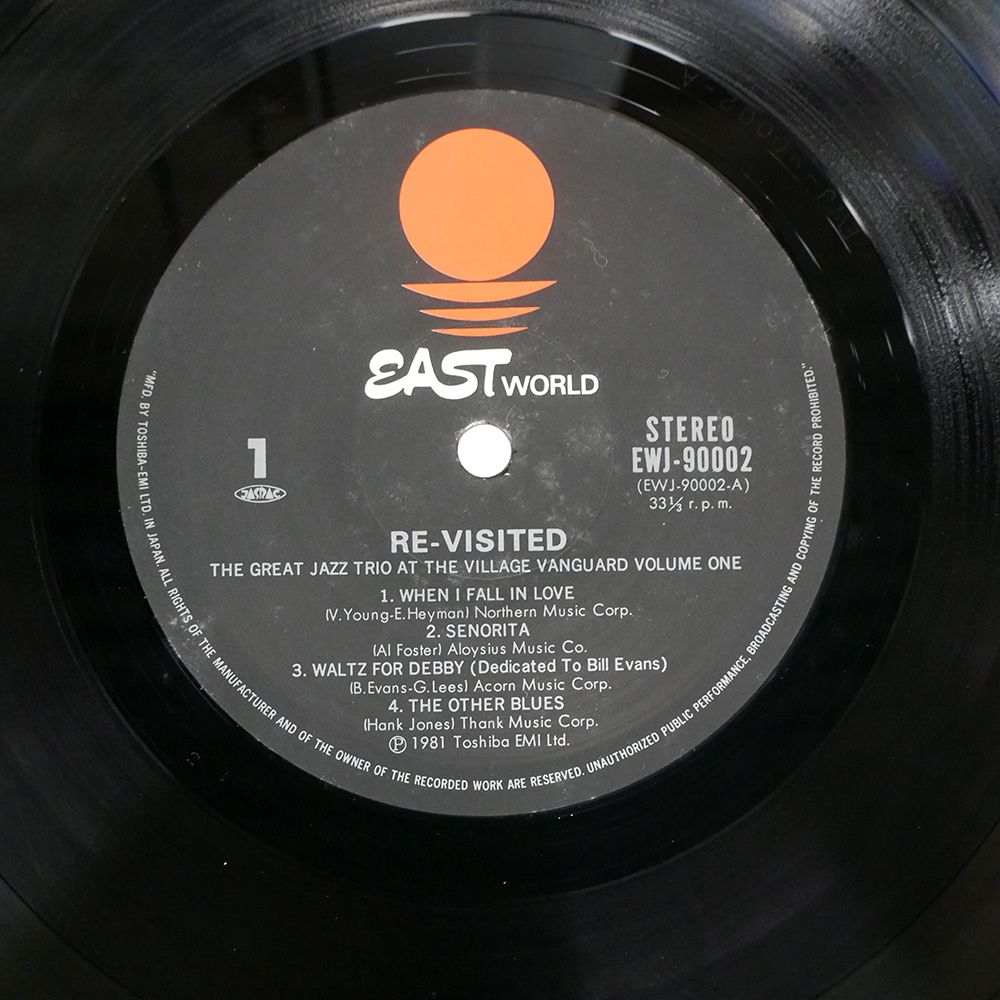 EAST WORLD
1
JASRAC
STEREO
EWJ-90002
(EWJ-90002-A)
33⅓ r.p.m.
RE-VISITED
THE GREAT JAZZ TRIO AT THE VILLAGE VANGUARD VOLUME ONE
1. WHEN I FALL IN LOVE
(V.Young-E.Heyman) Northern Music Corp.
2. SENORITA
(Al Foster) Aloysius Music Co.
3. WALTZ FOR DEBBY (Dedicated To Bill Evans)
(B.Evans-G.Lees) Acorn Music Corp.
4. THE OTHER BLUES
(Hank Jones) Thank Music Corp.
Ⓟ 1981 Toshiba EMI Ltd.
"MFD. BY TOSHIBA-EMI LTD. IN JAPAN. ALL RIGHTS OF THE MANUFACTURER AND OF THE OWNER OF THE RECORDED WORK ARE RESERVED. UNAUTHORIZED PUBLIC PERFORMANCE, BROADCASTING AND COPYING OF THE RECORD PROHIBITED."